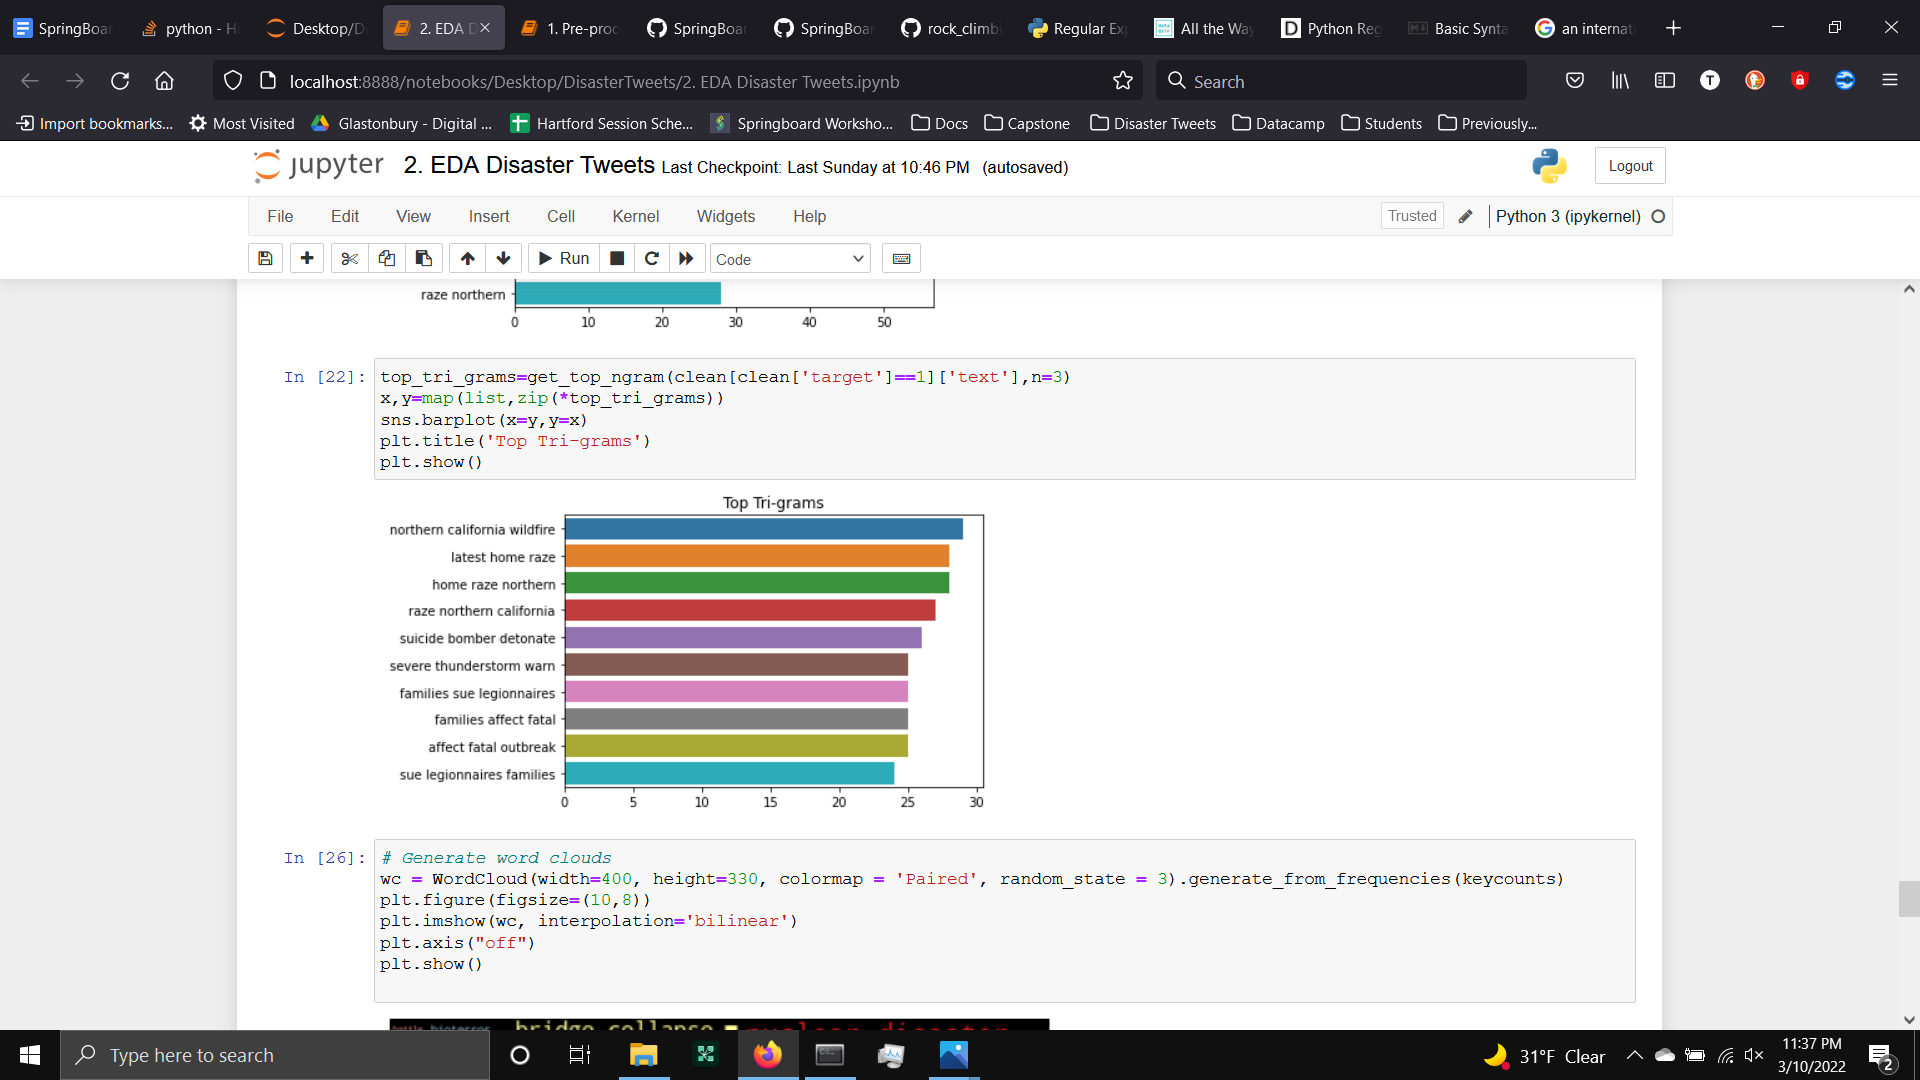 SpringBoar
python - H
Desktop/D
2. EDA D
1. Pre-proc
SpringBoar
SpringBoar
rock_climbi
Regular Ex
All the Way
Python Reg
Basic Synta
an internati
localhost:8888/notebooks/Desktop/DisasterTweets/2. EDA Disaster Tweets.ipynb
Search
Import bookmarks...
Most Visited
Glastonbury - Digital ...
Hartford Session Sche...
Springboard Worksho...
Docs
Capstone
Disaster Tweets
Datacamp
Students
Previously...
jupyter 2. EDA Disaster Tweets Last Checkpoint: Last Sunday at 10:46 PM (autosaved)
Logout
File Edit View Insert Cell Kernel Widgets Help
Trusted
Python 3 (ipykernel)
Run
Code
raze northern
0 10 20 30 40 50
In [22]:
top_tri_grams=get_top_ngram(clean[clean['target']==1]['text'],n=3)
x,y=map(list,zip(*top_tri_grams))
sns.barplot(x=y,y=x)
plt.title('Top Tri-grams')
plt.show()
Top Tri-grams
northern california wildfire
latest home raze
home raze northern
raze northern california
suicide bomber detonate
severe thunderstorm warn
families sue legionnaires
families affect fatal
affect fatal outbreak
sue legionnaires families
0 5 10 15 20 25 30
In [26]:
# Generate word clouds
wc = WordCloud(width=400, height=330, colormap = 'Paired', random_state = 3).generate_from_frequencies(keycounts)
plt.figure(figsize=(10,8))
plt.imshow(wc, interpolation='bilinear')
plt.axis("off")
plt.show()
bridge collapse
nuclear disaster
Type here to search
31°F Clear
11:37 PM
3/10/2022
2